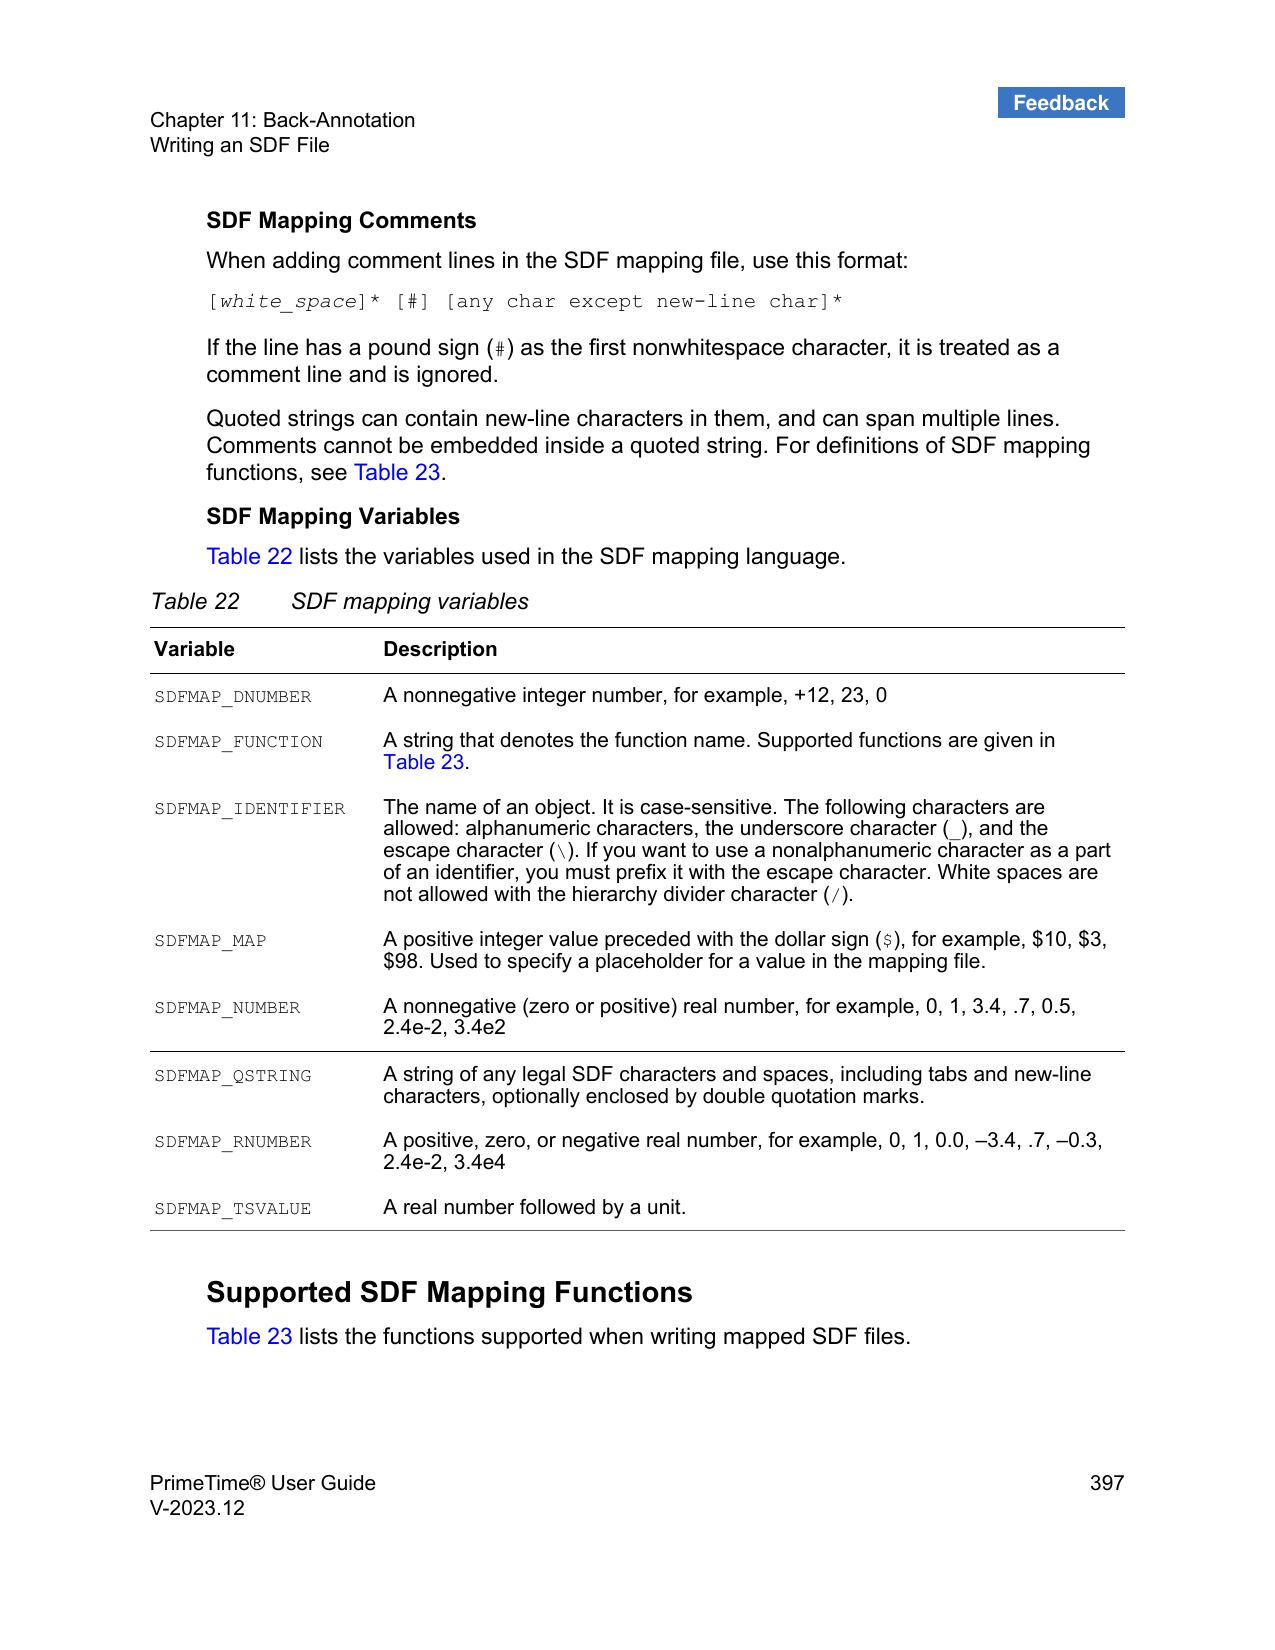 Feedback
Chapter 11: Back-Annotation
Writing an SDF File
SDF Mapping Comments
When adding comment lines in the SDF mapping file, use this format:
[white_space]* [#] [any char except new-line char]*
If the line has a pound sign (#) as the first nonwhitespace character, it is treated as a
comment line and is ignored.
Quoted strings can contain new-line characters in them, and can span multiple lines.
Comments cannot be embedded inside a quoted string. For definitions of SDF mapping
functions, see Table 23.
SDF Mapping Variables
Table 22 lists the variables used in the SDF mapping language.
Table 22 SDF mapping variables
Variable Description
SDFMAP_DNUMBER A nonnegative integer number, for example, +12, 23, 0
SDFMAP_FUNCTION A string that denotes the function name. Supported functions are given in
Table 23.
SDFMAP_IDENTIFIER The name of an object. It is case-sensitive. The following characters are
allowed: alphanumeric characters, the underscore character (_), and the
escape character (\). If you want to use a nonalphanumeric character as a part
of an identifier, you must prefix it with the escape character. White spaces are
not allowed with the hierarchy divider character (/).
SDFMAP_MAP A positive integer value preceded with the dollar sign ($), for example, $10, $3,
$98. Used to specify a placeholder for a value in the mapping file.
SDFMAP_NUMBER A nonnegative (zero or positive) real number, for example, 0, 1, 3.4, .7, 0.5,
2.4e-2, 3.4e2
SDFMAP_QSTRING A string of any legal SDF characters and spaces, including tabs and new-line
characters, optionally enclosed by double quotation marks.
SDFMAP_RNUMBER A positive, zero, or negative real number, for example, 0, 1, 0.0, –3.4, .7, –0.3,
2.4e-2, 3.4e4
SDFMAP_TSVALUE A real number followed by a unit.
Supported SDF Mapping Functions
Table 23 lists the functions supported when writing mapped SDF files.
PrimeTime® User Guide 397
V-2023.12